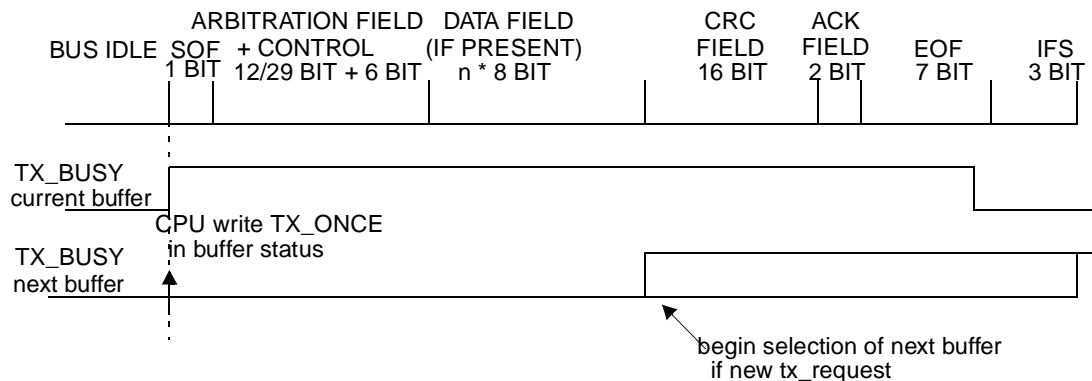 ARBITRATION FIELD DATA FIELD CRC ACK
BUS IDLE SOF + CONTROL (IF PRESENT) FIELD FIELD EOF IFS
1 BIT 12/29 BIT + 6 BIT n * 8 BIT 16 BIT 2 BIT 7 BIT 3 BIT
TX_BUSY
current buffer
CPU write TX_ONCE
in buffer status
TX_BUSY
next buffer
begin selection of next buffer
if new tx_request